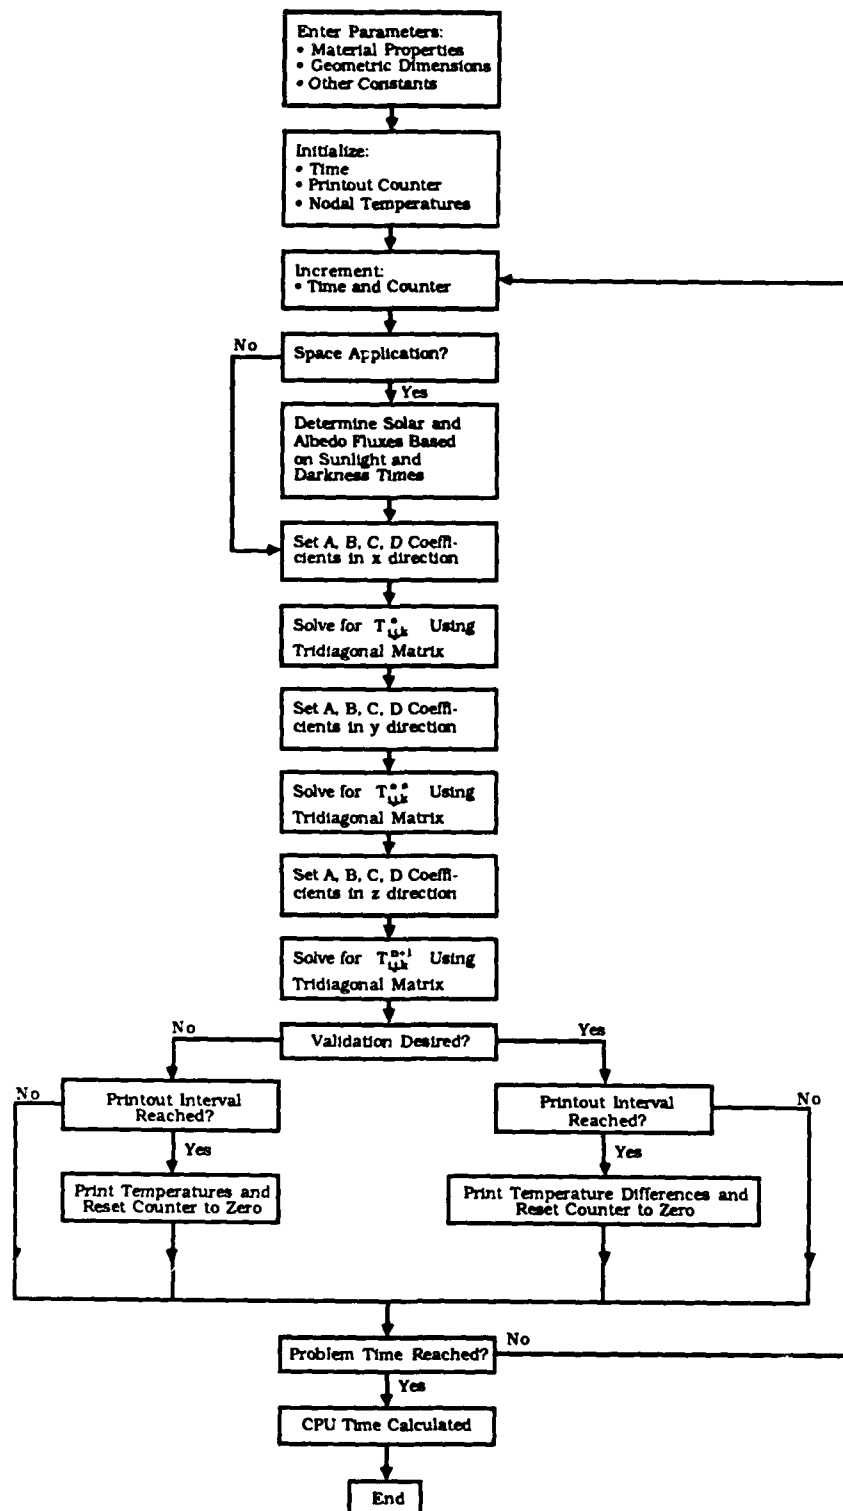 Enter Parameters:
• Material Properties
• Geometric Dimensions
• Other Constants
Initialize:
• Time
• Printout Counter
• Nodal Temperatures
Increment:
• Time and Counter
No
Space Application?
Yes
Determine Solar and
Albedo Fluxes Based
on Sunlight and
Darkness Times
Set A, B, C, D Coeffi-
cients in x direction
Solve for T*i,j,k Using
Tridiagonal Matrix
Set A, B, C, D Coeffi-
cients in y direction
Solve for T**i,j,k Using
Tridiagonal Matrix
Set A, B, C, D Coeffi-
cients in z direction
Solve for Tn+1i,j,k Using
Tridiagonal Matrix
No
Validation Desired?
Yes
No
Printout Interval
Reached?
Yes
Print Temperatures and
Reset Counter to Zero
Printout Interval
Reached?
No
Yes
Print Temperature Differences and
Reset Counter to Zero
Problem Time Reached?
No
Yes
CPU Time Calculated
End